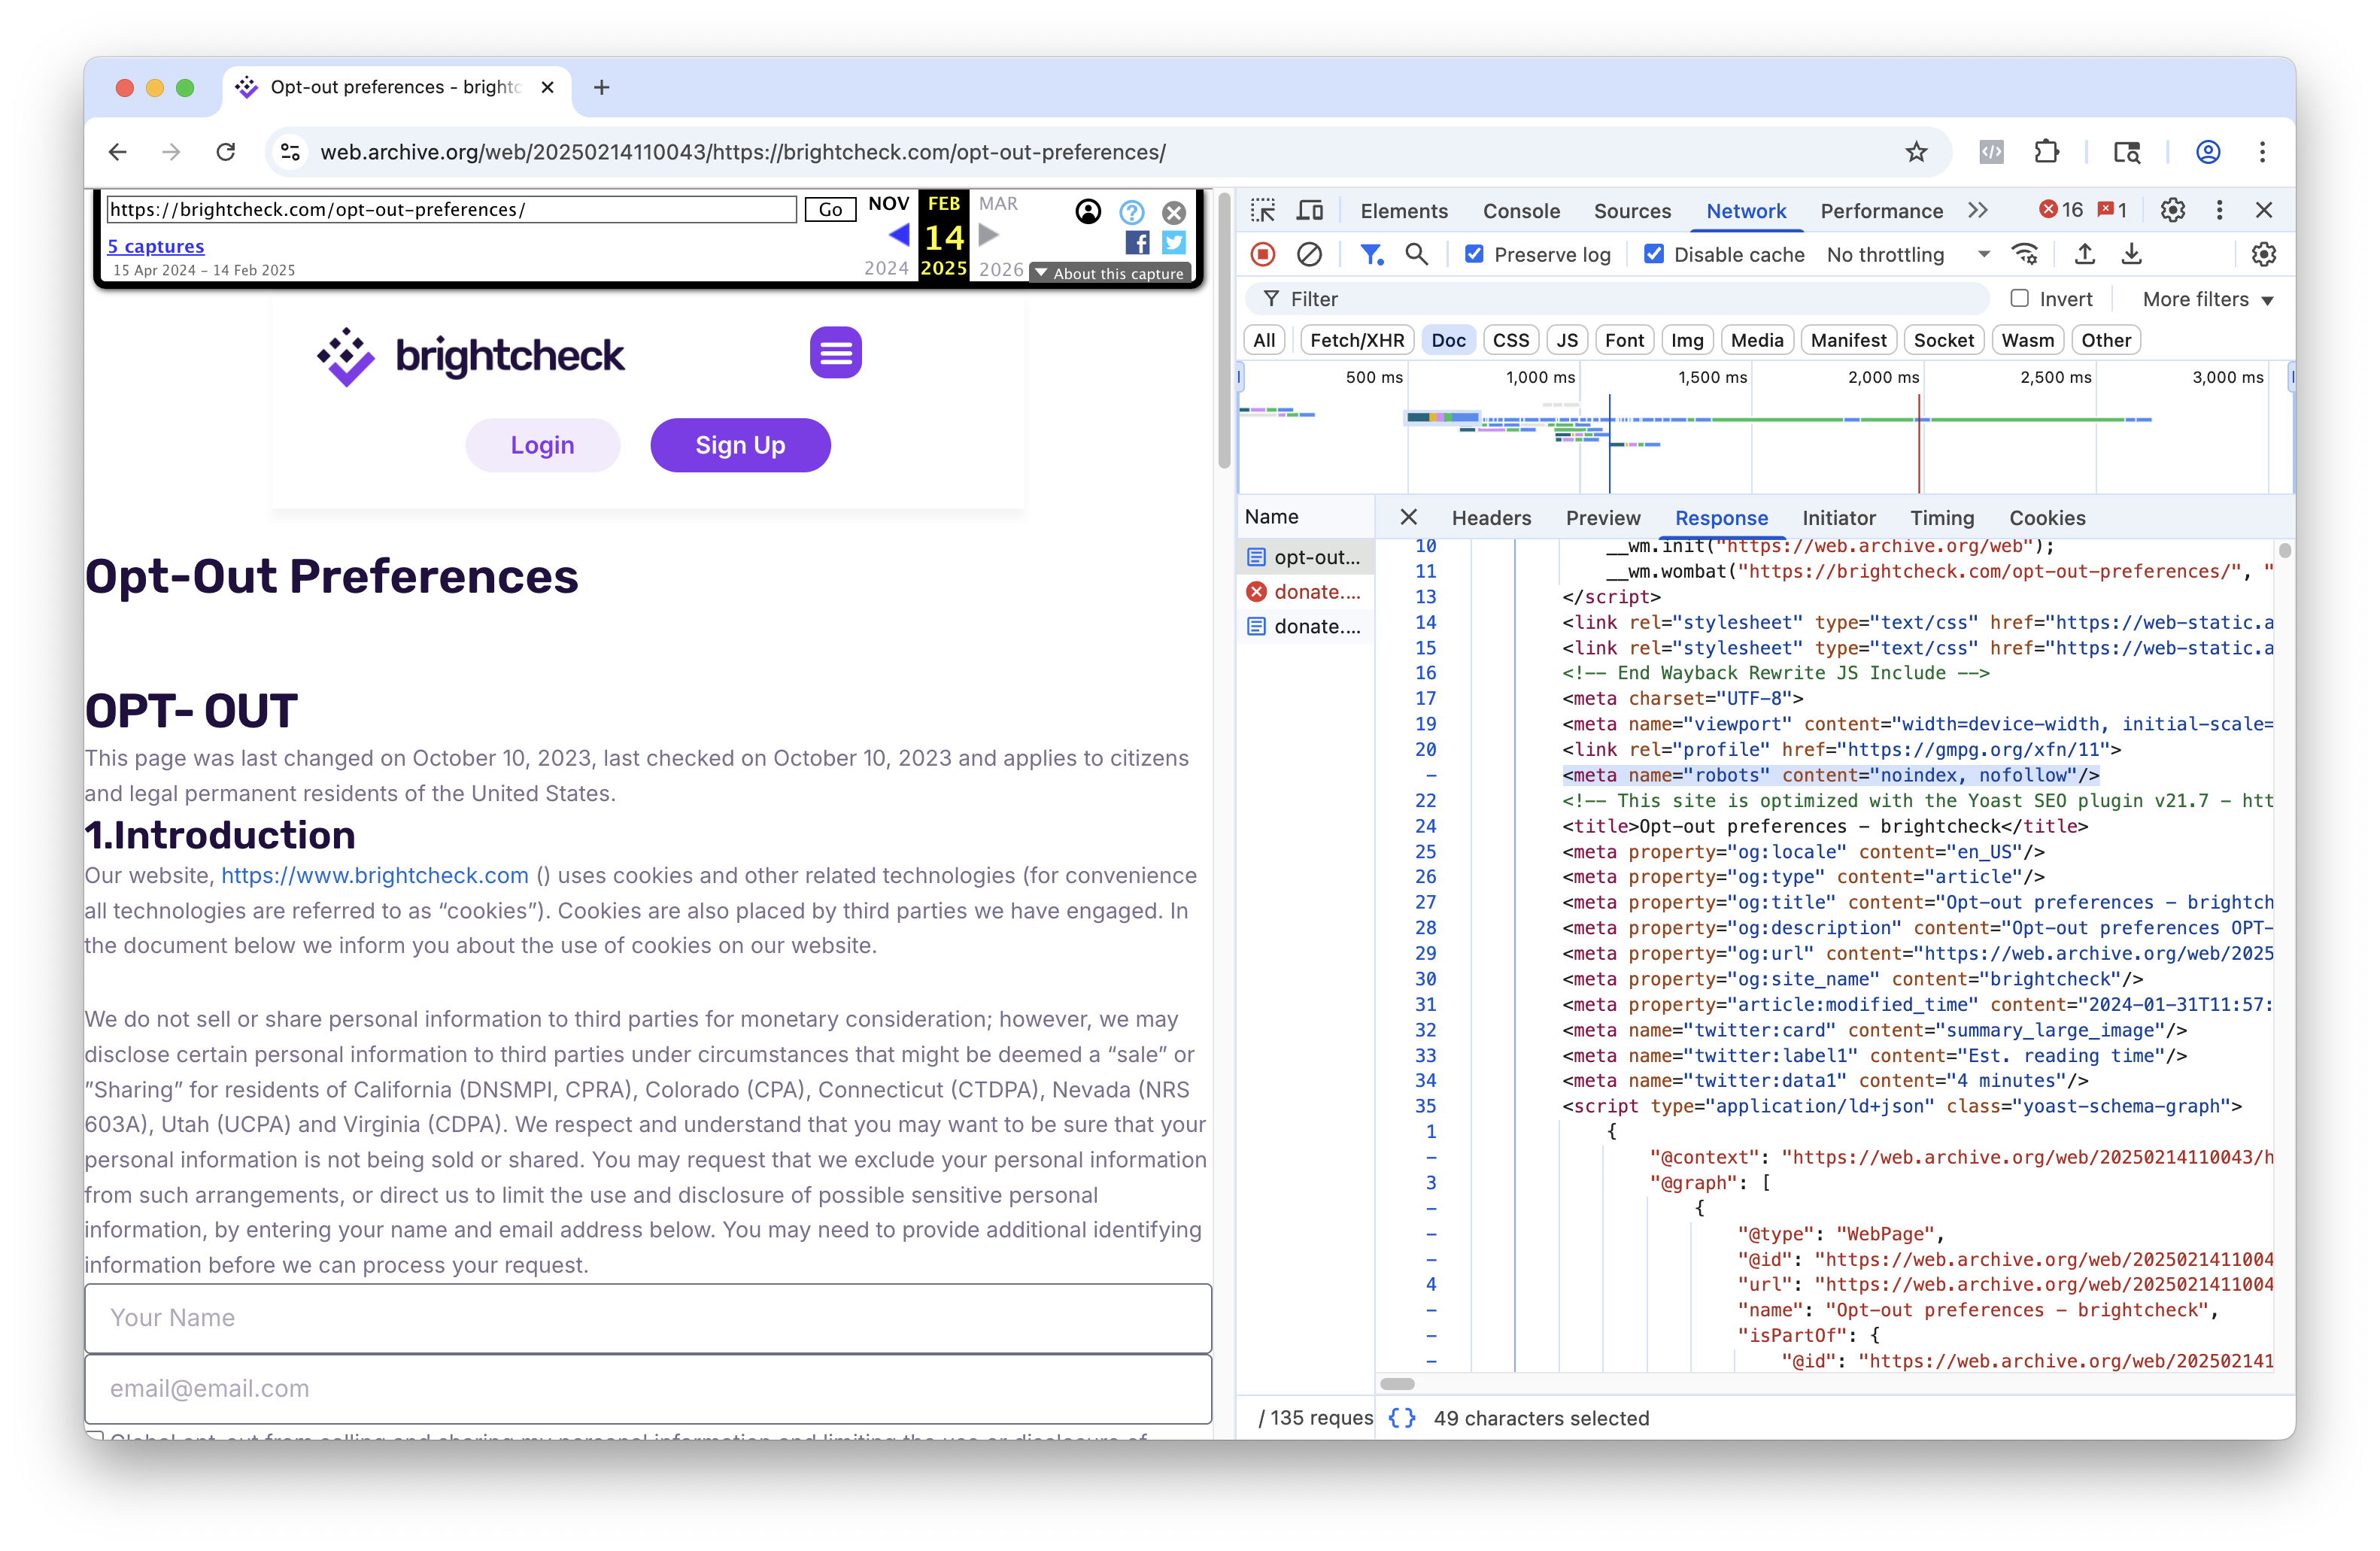 Opt-out preferences - brightc
web.archive.org/web/20250214110043/https://brightcheck.com/opt-out-preferences/
https://brightcheck.com/opt-out-preferences/
Go
NOV
FEB
MAR
14
5 captures
15 Apr 2024 – 14 Feb 2025
2024
2025
2026
About this capture
brightcheck
Login
Sign Up
Opt-Out Preferences
OPT- OUT
This page was last changed on October 10, 2023, last checked on October 10, 2023 and applies to citizens
and legal permanent residents of the United States.
1.Introduction
Our website, https://www.brightcheck.com () uses cookies and other related technologies (for convenience
all technologies are referred to as “cookies”). Cookies are also placed by third parties we have engaged. In
the document below we inform you about the use of cookies on our website.
We do not sell or share personal information to third parties for monetary consideration; however, we may
disclose certain personal information to third parties under circumstances that might be deemed a “sale” or
”Sharing” for residents of California (DNSMPI, CPRA), Colorado (CPA), Connecticut (CTDPA), Nevada (NRS
603A), Utah (UCPA) and Virginia (CDPA). We respect and understand that you may want to be sure that your
personal information is not being sold or shared. You may request that we exclude your personal information
from such arrangements, or direct us to limit the use and disclosure of possible sensitive personal
information, by entering your name and email address below. You may need to provide additional identifying
information before we can process your request.
Your Name
email@email.com
Global opt-out from selling and sharing my personal information and limiting the use or disclosure of
Elements
Console
Sources
Network
Performance
16
1
Preserve log
Disable cache
No throttling
Filter
Invert
More filters
All
Fetch/XHR
Doc
CSS
JS
Font
Img
Media
Manifest
Socket
Wasm
Other
500 ms
1,000 ms
1,500 ms
2,000 ms
2,500 ms
3,000 ms
Name
Headers
Preview
Response
Initiator
Timing
Cookies
opt-out...
donate....
donate....
10 __wm.init("https://web.archive.org/web");
11 __wm.wombat("https://brightcheck.com/opt-out-preferences/", "
13 </script>
14 <link rel="stylesheet" type="text/css" href="https://web-static.a
15 <link rel="stylesheet" type="text/css" href="https://web-static.a
16 <!-- End Wayback Rewrite JS Include -->
17 <meta charset="UTF-8">
19 <meta name="viewport" content="width=device-width, initial-scale=
20 <link rel="profile" href="https://gmpg.org/xfn/11">
- <meta name="robots" content="noindex, nofollow"/>
22 <!-- This site is optimized with the Yoast SEO plugin v21.7 - htt
24 <title>Opt-out preferences - brightcheck</title>
25 <meta property="og:locale" content="en_US"/>
26 <meta property="og:type" content="article"/>
27 <meta property="og:title" content="Opt-out preferences - brightch
28 <meta property="og:description" content="Opt-out preferences OPT-
29 <meta property="og:url" content="https://web.archive.org/web/2025
30 <meta property="og:site_name" content="brightcheck"/>
31 <meta property="article:modified_time" content="2024-01-31T11:57:
32 <meta name="twitter:card" content="summary_large_image"/>
33 <meta name="twitter:label1" content="Est. reading time"/>
34 <meta name="twitter:data1" content="4 minutes"/>
35 <script type="application/ld+json" class="yoast-schema-graph">
1 {
- "@context": "https://web.archive.org/web/20250214110043/h
3 "@graph": [
- {
- "@type": "WebPage",
- "@id": "https://web.archive.org/web/2025021411004
4 "url": "https://web.archive.org/web/2025021411004
- "name": "Opt-out preferences - brightcheck",
- "isPartOf": {
- "@id": "https://web.archive.org/web/202502141
/ 135 reques
{ } 49 characters selected